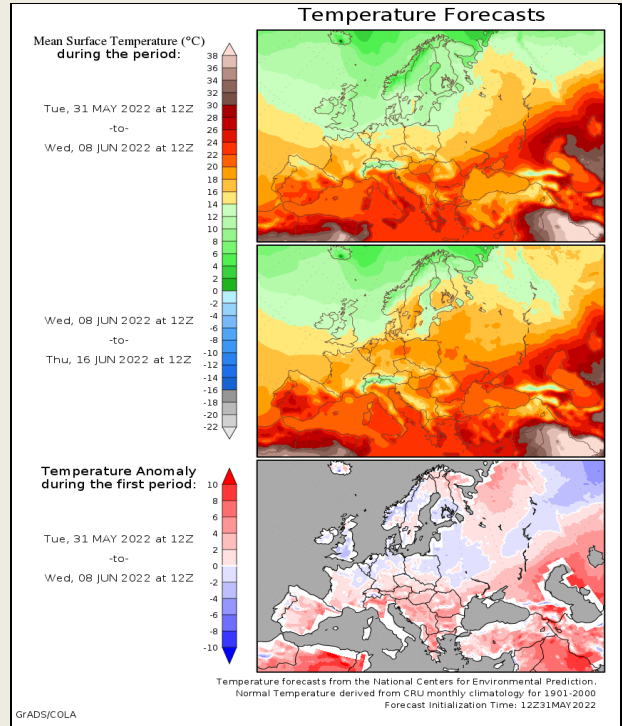 Temperature Forecasts
Mean Surface Temperature (°C)
during the period:
Tue, 31 MAY 2022 at 12Z
-to-
Wed, 08 JUN 2022 at 12Z
38
36
34
32
30
28
26
24
22
20
18
16
14
12
10
8
6
4
2
0
-2
-4
-6
-8
-10
-12
-14
-16
-18
-20
-22
Wed, 08 JUN 2022 at 12Z
-to-
Thu, 16 JUN 2022 at 12Z
Temperature Anomaly
during the first period:
Tue, 31 MAY 2022 at 12Z
-to-
Wed, 08 JUN 2022 at 12Z
10
8
6
4
2
0
-2
-4
-6
-8
-10
Temperature forecasts from the National Centers for Environmental Prediction.
Normal Temperature derived from CRU monthly climatology for 1901-2000
Forecast Initialization Time: 12Z31MAY2022
GrADS/COLA